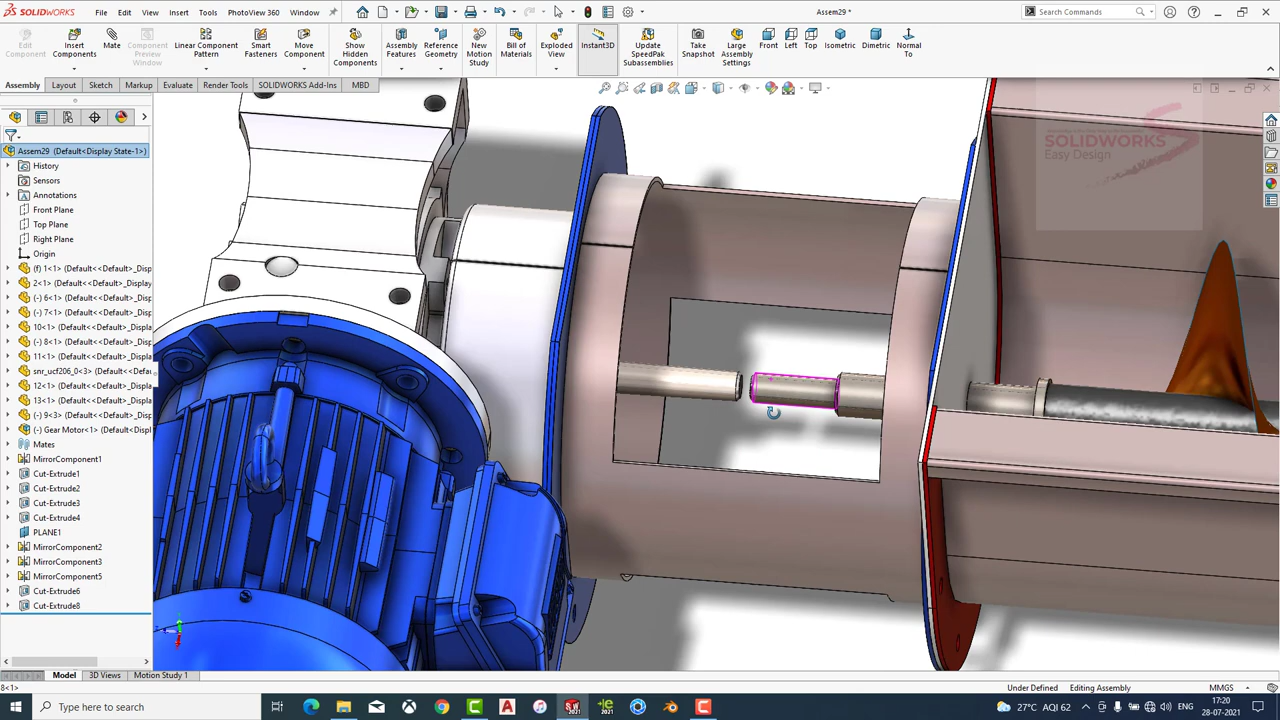 SOLIDWORKS
File Edit View Insert Tools PhotoView 360 Window
Assem29 *
Search Commands
Edit Component
Insert Components
Mate
Component Preview Window
Linear Component Pattern
Smart Fasteners
Move Component
Show Hidden Components
Assembly Features
Reference Geometry
New Motion Study
Bill of Materials
Exploded View
Instant3D
Update SpeedPak Subassemblies
Take Snapshot
Large Assembly Settings
Front
Left
Top
Isometric
Dimetric
Normal To
Assembly Layout Sketch Markup Evaluate Render Tools SOLIDWORKS Add-Ins MBD
SOLIDWORKS
Easy Design
Assem29 (Default<Display State-1>)
History
Sensors
Annotations
Front Plane
Top Plane
Right Plane
Origin
(f) 1<1> (Default<<Default>_Disp
2<1> (Default<<Default>_Display
(-) 6<1> (Default<<Default>_Disp
(-) 7<1> (Default<<Default>_Disp
10<1> (Default<<Default>_Displa
(-) 8<1> (Default<<Default>_Disp
11<1> (Default<<Default>_Displa
snr_ucf206_0<3> (Default<<Defa
12<1> (Default<<Default>_Displa
13<1> (Default<<Default>_Displa
(-) 9<3> (Default<<Default>_Disp
(-) Gear Motor<1> (Default<Displ
Mates
MirrorComponent1
Cut-Extrude1
Cut-Extrude2
Cut-Extrude3
Cut-Extrude4
PLANE1
MirrorComponent2
MirrorComponent3
MirrorComponent5
Cut-Extrude6
Cut-Extrude8
Model 3D Views Motion Study 1
8<1>
Under Defined Editing Assembly MMGS
Type here to search
27°C AQI 62
ENG
17:20
28-07-2021